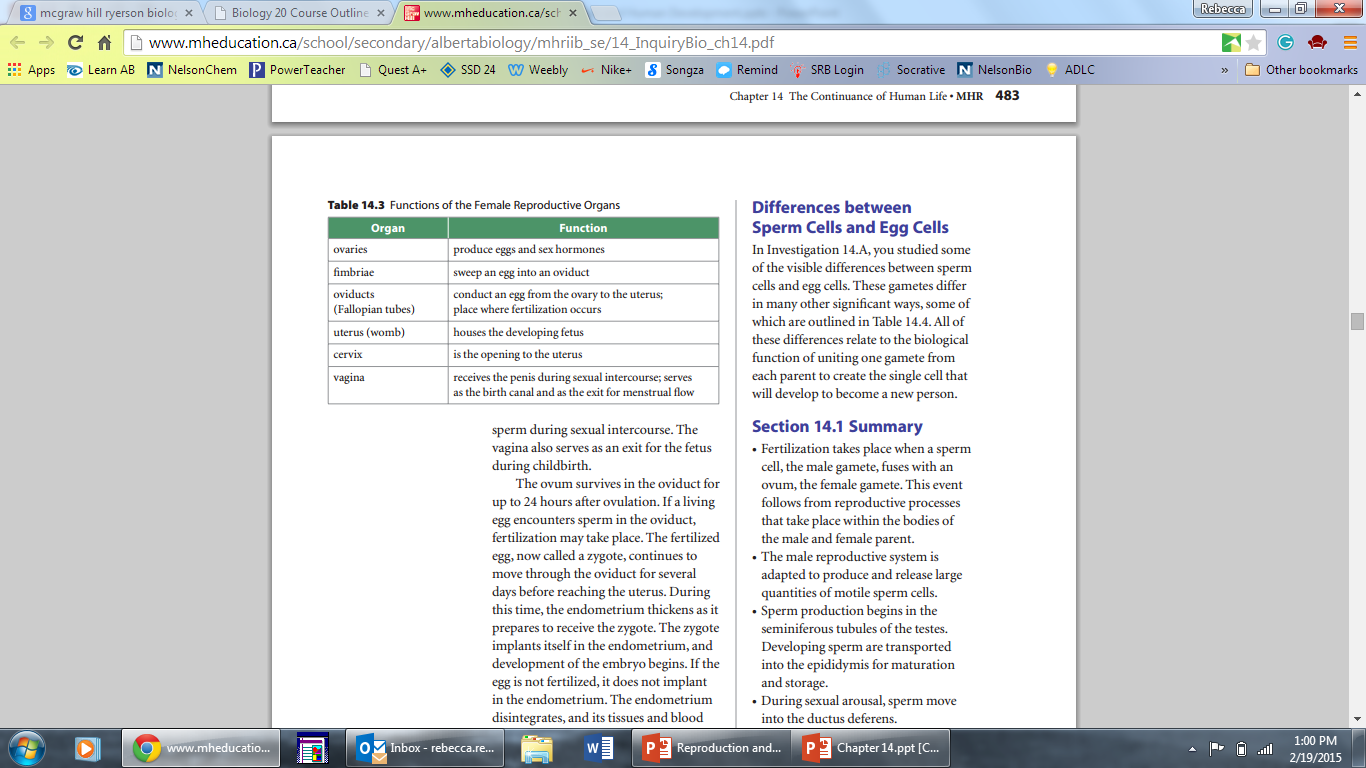 mcgraw hill ryerson biolog
Biology 20 Course Outline
www.mheducation.ca/sch
Rebecca
www.mheducation.ca/school/secondary/albertabiology/mhriib_se/14_InquiryBio_ch14.pdf
Apps Learn AB NelsonChem PowerTeacher Quest A+ SSD 24 Weebly Nike+ Songza Remind SRB Login Socrative NelsonBio ADLC » Other bookmarks
Chapter 14 The Continuance of Human Life • MHR 483
Table 14.3 Functions of the Female Reproductive Organs
Organ Function
ovaries produce eggs and sex hormones
fimbriae sweep an egg into an oviduct
oviducts conduct an egg from the ovary to the uterus;
(Fallopian tubes) place where fertilization occurs
uterus (womb) houses the developing fetus
cervix is the opening to the uterus
vagina receives the penis during sexual intercourse; serves
as the birth canal and as the exit for menstrual flow
sperm during sexual intercourse. The
vagina also serves as an exit for the fetus
during childbirth.
The ovum survives in the oviduct for
up to 24 hours after ovulation. If a living
egg encounters sperm in the oviduct,
fertilization may take place. The fertilized
egg, now called a zygote, continues to
move through the oviduct for several
days before reaching the uterus. During
this time, the endometrium thickens as it
prepares to receive the zygote. The zygote
implants itself in the endometrium, and
development of the embryo begins. If the
egg is not fertilized, it does not implant
in the endometrium. The endometrium
disintegrates, and its tissues and blood
Differences between
Sperm Cells and Egg Cells
In Investigation 14.A, you studied some
of the visible differences between sperm
cells and egg cells. These gametes differ
in many other significant ways, some of
which are outlined in Table 14.4. All of
these differences relate to the biological
function of uniting one gamete from
each parent to create the single cell that
will develop to become a new person.
Section 14.1 Summary
• Fertilization takes place when a sperm
cell, the male gamete, fuses with an
ovum, the female gamete. This event
follows from reproductive processes
that take place within the bodies of
the male and female parent.
• The male reproductive system is
adapted to produce and release large
quantities of motile sperm cells.
• Sperm production begins in the
seminiferous tubules of the testes.
Developing sperm are transported
into the epididymis for maturation
and storage.
• During sexual arousal, sperm move
into the ductus deferens.
www.mheducatio...
Inbox - rebecca.re...
Reproduction and...
Chapter 14.ppt [C...
1:00 PM
2/19/2015